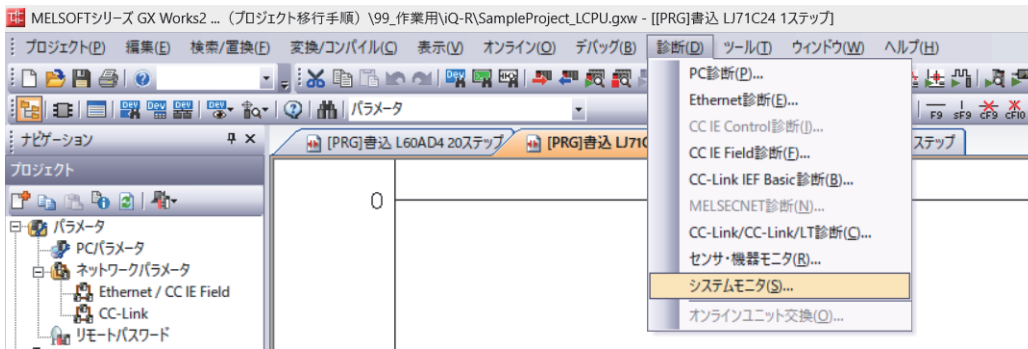 MELSOFTシリーズ GX Works2 ...（プロジェクト移行手順）\99_作業用\iQ-R\SampleProject_LCPU.gxw - [[PRG]書込 LJ71C24 1ステップ]
プロジェクト(P) 編集(E) 検索/置換(F) 変換/コンパイル(C) 表示(V) オンライン(O) デバッグ(B) 診断(D) ツール(T) ウィンドウ(W) ヘルプ(H)
パラメータ
F9 sF9 cF9 cF10
ナビゲーション
[PRG]書込 L60AD4 20ステップ
[PRG]書込 LJ71C
ステップ
プロジェクト
パラメータ
PCパラメータ
ネットワークパラメータ
Ethernet / CC IE Field
CC-Link
リモートパスワード
0
PC診断(P)...
Ethernet診断(E)...
CC IE Control診断(I)...
CC IE Field診断(F)...
CC-Link IEF Basic診断(B)...
MELSECNET診断(N)...
CC-Link/CC-Link/LT診断(C)...
センサ・機器モニタ(R)...
システムモニタ(S)...
オンラインユニット交換(O)...